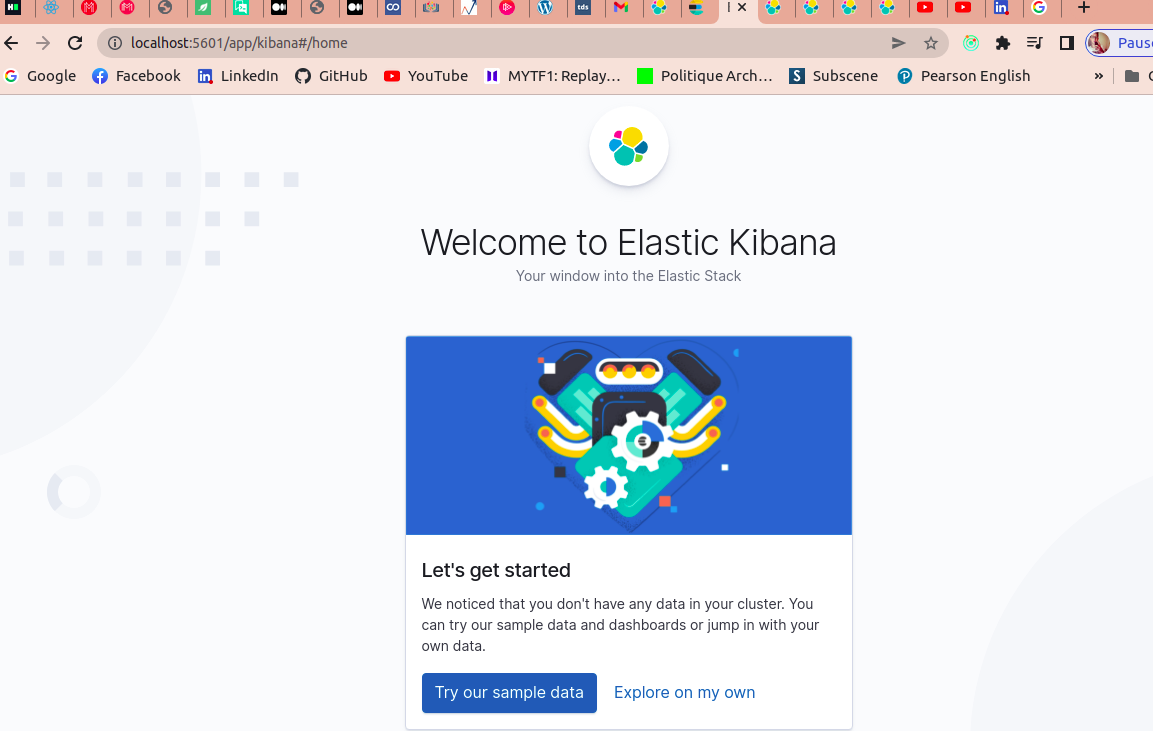 tds
localhost:5601/app/kibana#/home
Google
Facebook
LinkedIn
GitHub
YouTube
MYTF1: Replay...
Politique Arch...
Subscene
Pearson English
»
Welcome to Elastic Kibana
Your window into the Elastic Stack
Let's get started
We noticed that you don't have any data in your cluster. You
can try our sample data and dashboards or jump in with your
own data.
Try our sample data
Explore on my own